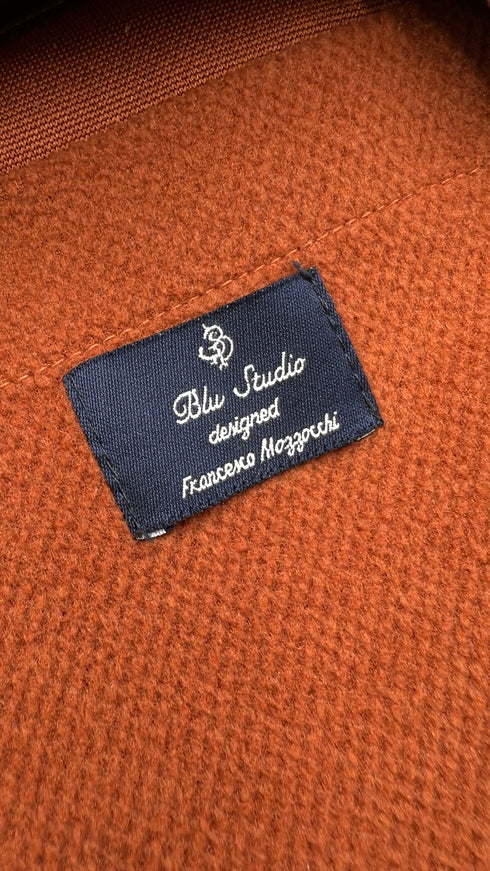 Blu Studio
designed
Francesco Mozzocchi